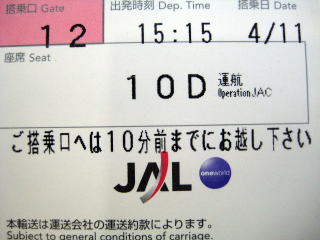 搭乗口 Gate 出発時刻 Dep. Time 搭乗日 Date
12 15:15 4/11
座席 Seat
10D 運航 Operation JAC
ご搭乗口へは10分前までにお越し下さい
JAL oneworld
本輸送は運送会社の運送約款によります。
Subject to general conditions of carriage.